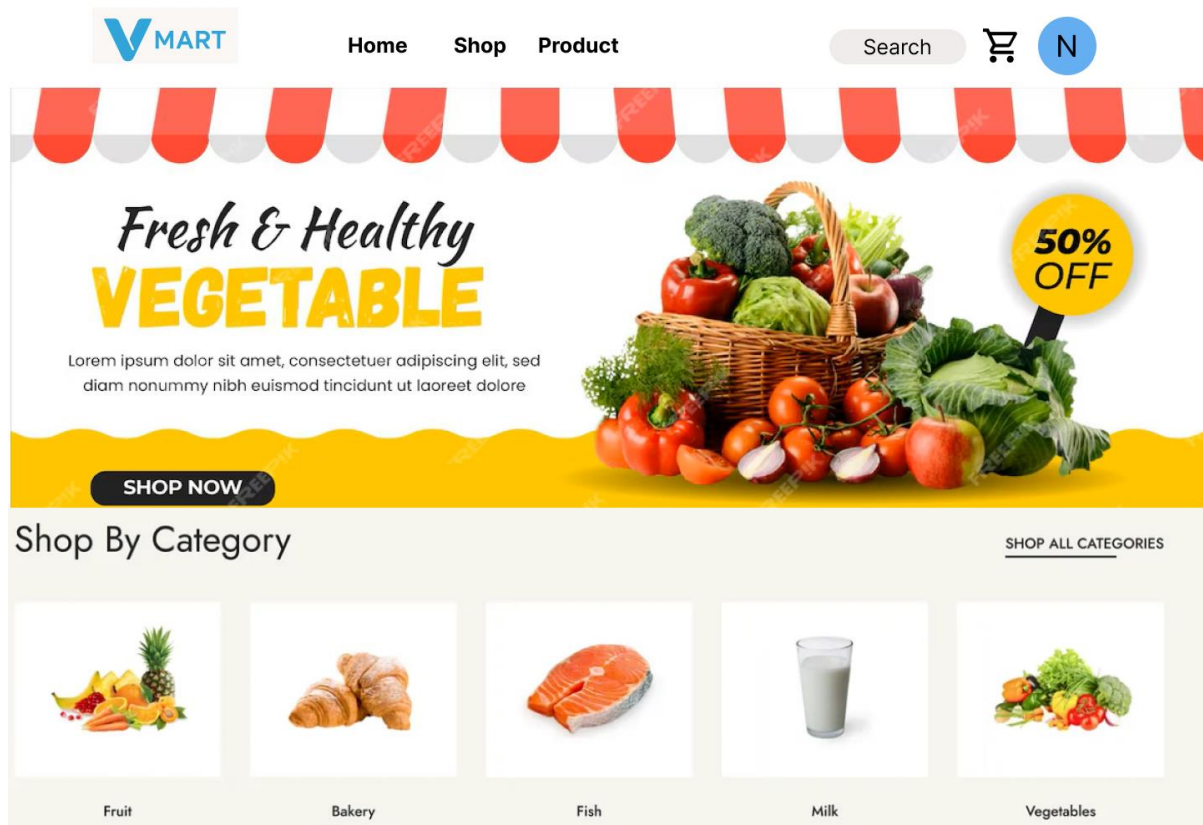 V MART
Home Shop Product
Search
N
Fresh & Healthy
VEGETABLE
Lorem ipsum dolor sit amet, consectetuer adipiscing elit, sed
diam nonummy nibh euismod tincidunt ut laoreet dolore
50%
OFF
SHOP NOW
Shop By Category
SHOP ALL CATEGORIES
Fruit
Bakery
Fish
Milk
Vegetables